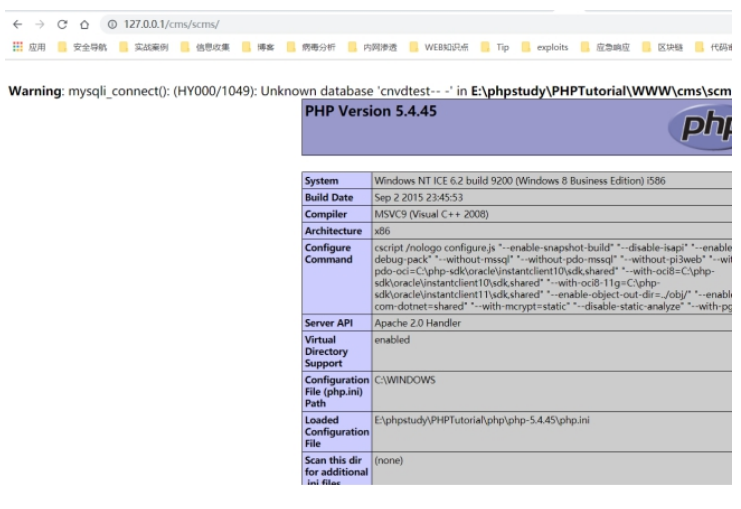 127.0.0.1/cms/scms/
应用 安全导航 实战案例 信息收集 博客 病毒分析 内网渗透 WEB知识点 Tip exploits 应急响应 区块链
Warning: mysqli_connect(): (HY000/1049): Unknown database 'cnvdtest-- -' in E:\phpstudy\PHPTutorial\WWW\cms\scm
PHP Version 5.4.45
php
System Windows NT ICE 6.2 build 9200 (Windows 8 Business Edition) i586
Build Date Sep 2 2015 23:45:53
Compiler MSVC9 (Visual C++ 2008)
Architecture x86
Configure cscript /nologo configure.js "--enable-snapshot-build" "--disable-isapi" "--enable
Command debug-pack" "--without-mssql" "--without-pdo-mssql" "--without-pi3web" "--wit
pdo-oci=C:\php-sdk\oracle\instantclient10\sdk,shared" "--with-oci8=C:\php-
sdk\oracle\instantclient10\sdk,shared" "--with-oci8-11g=C:\php-
sdk\oracle\instantclient11\sdk,shared" "--enable-object-out-dir=../obj/" "--enabl
com-dotnet=shared" "--with-mcrypt=static" "--disable-static-analyze" "--with-pg
Server API Apache 2.0 Handler
Virtual enabled
Directory
Support
Configuration C:\WINDOWS
File (php.ini)
Path
Loaded E:\phpstudy\PHPTutorial\php\php-5.4.45\php.ini
Configuration
File
Scan this dir (none)
for additional
.ini files